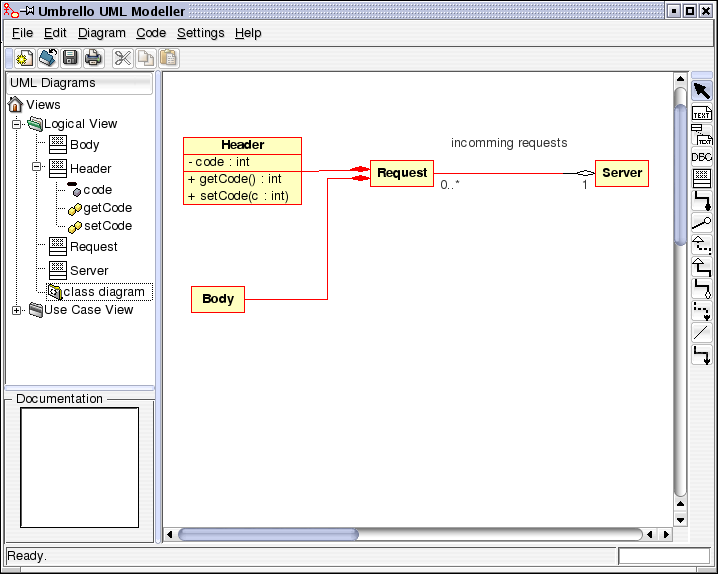 Umbrello UML Modeller
File Edit Diagram Code Settings Help
UML Diagrams
Views
Logical View
Body
Header
code
getCode
setCode
Request
Server
class diagram
Use Case View
Documentation
Header
- code : int
+ getCode() : int
+ setCode(c : int)
Body
Request
incomming requests
0..*
1
Server
TEXT
TEXT
DBC
Ready.